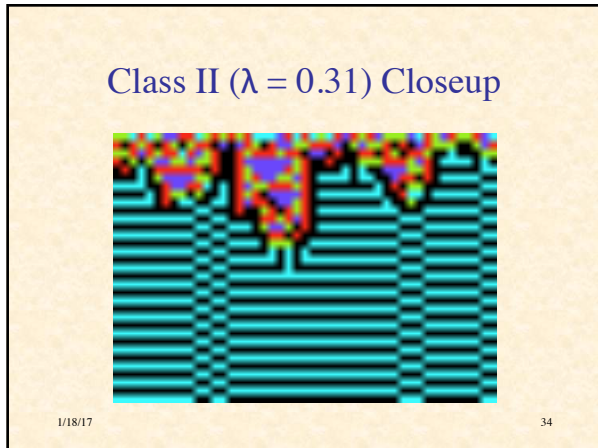 Class II (λ = 0.31) Closeup
1/18/17
34